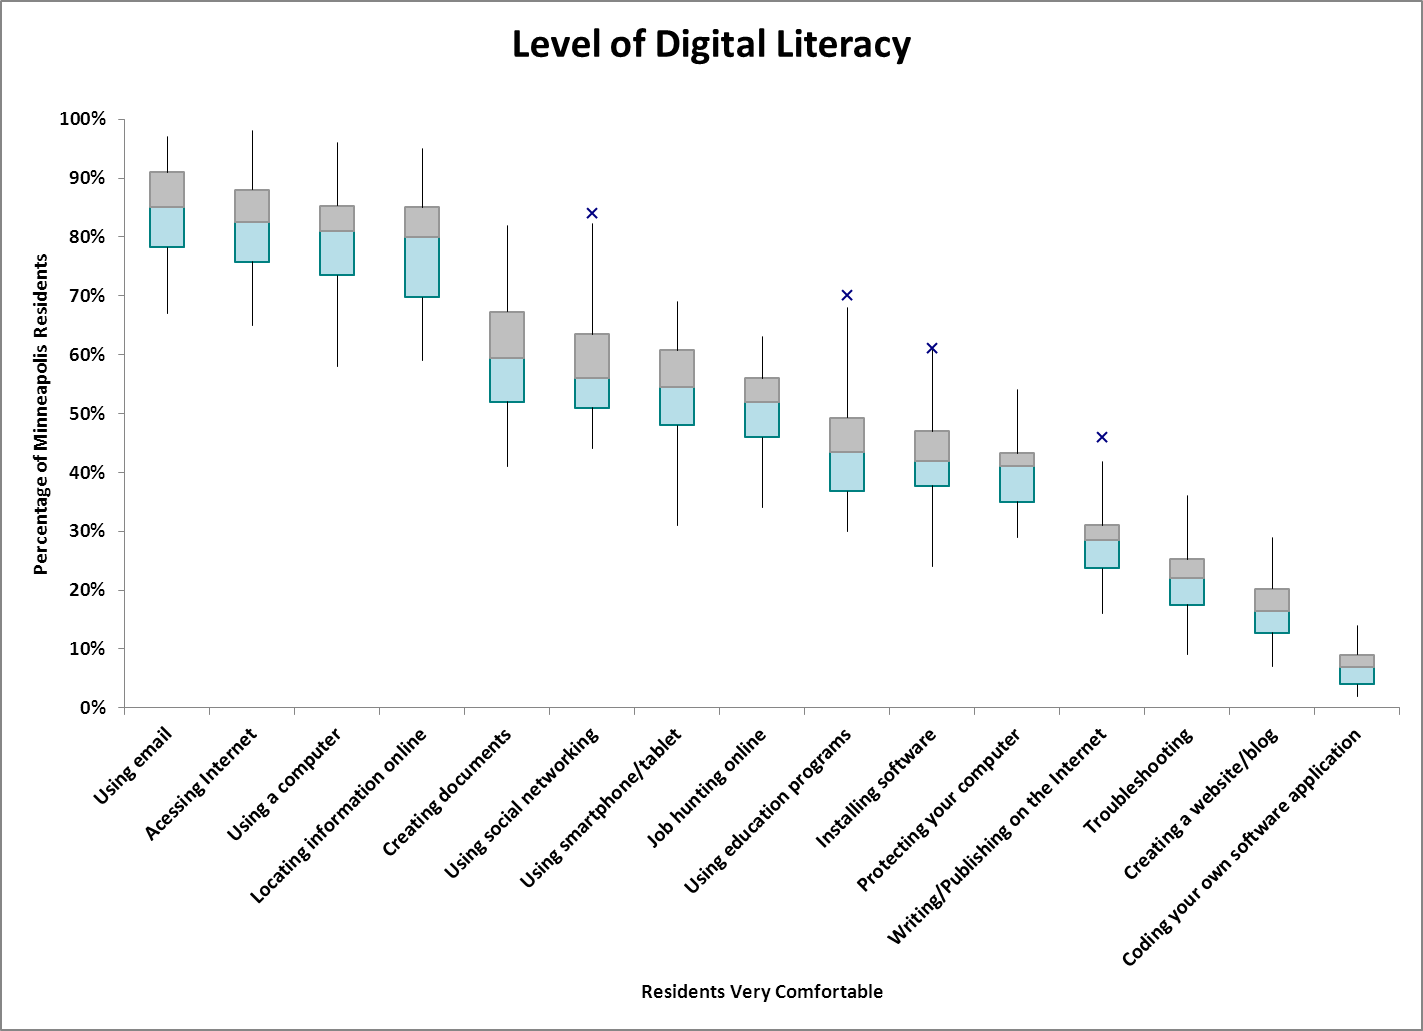 Level of Digital Literacy
100%
90%
80%
70%
60%
50%
40%
30%
20%
10%
0%
Percentage of Minneapolis Residents
Using email
Acessing Internet
Using a computer
Locating information online
Creating documents
Using social networking
Using smartphone/tablet
Job hunting online
Using education programs
Installing software
Protecting your computer
Writing/Publishing on the Internet
Troubleshooting
Creating a website/blog
Coding your own software application
Residents Very Comfortable